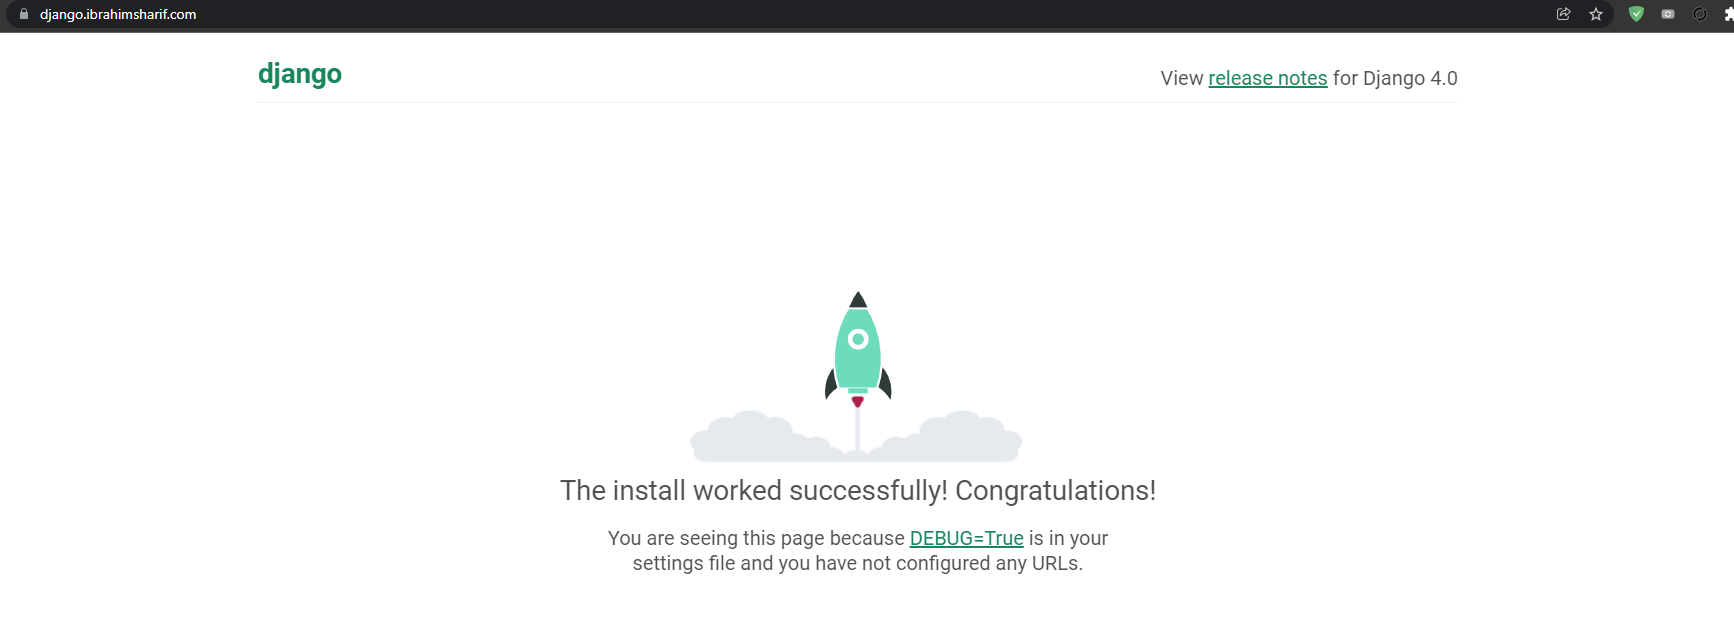 django.ibrahimsharif.com
django
View release notes for Django 4.0
The install worked successfully! Congratulations!
You are seeing this page because DEBUG=True is in your
settings file and you have not configured any URLs.